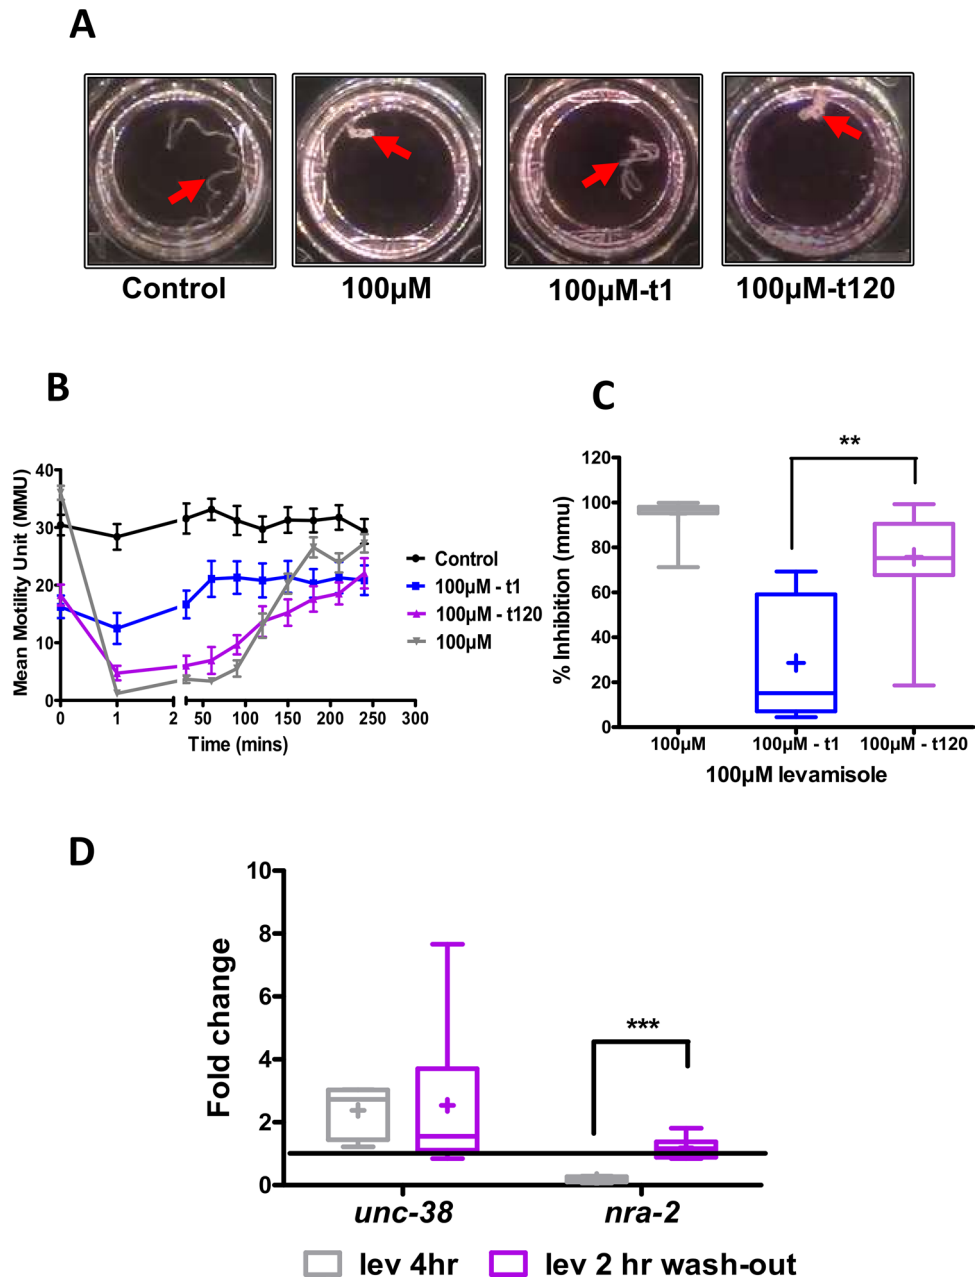 A
Control
100µM
100µM-t1
100µM-t120
B
Mean Motility Unit (MMU)
40
30
20
10
0
0
1
2
50
100
150
200
250
300
Time (mins)
Control
100µM - t1
100µM - t120
100µM
C
**
% Inhibition (mmu)
120
100
80
60
40
20
0
100µM
100µM - t1
100µM - t120
100µM levamisole
D
Fold change
10
8
6
4
2
0
***
unc-38
nra-2
lev 4hr
lev 2 hr wash-out